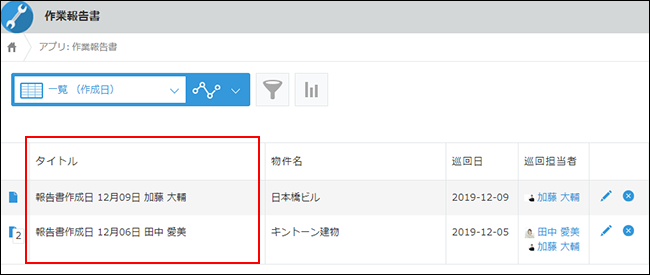 作業報告書
アプリ: 作業報告書
一覧 （作成日）
タイトル 物件名 巡回日 巡回担当者
報告書作成日 12月09日 加藤 大輔 日本橋ビル 2019-12-09 加藤 大輔
2 報告書作成日 12月06日 田中 愛美 キントーン建物 2019-12-05 田中 愛美
加藤 大輔